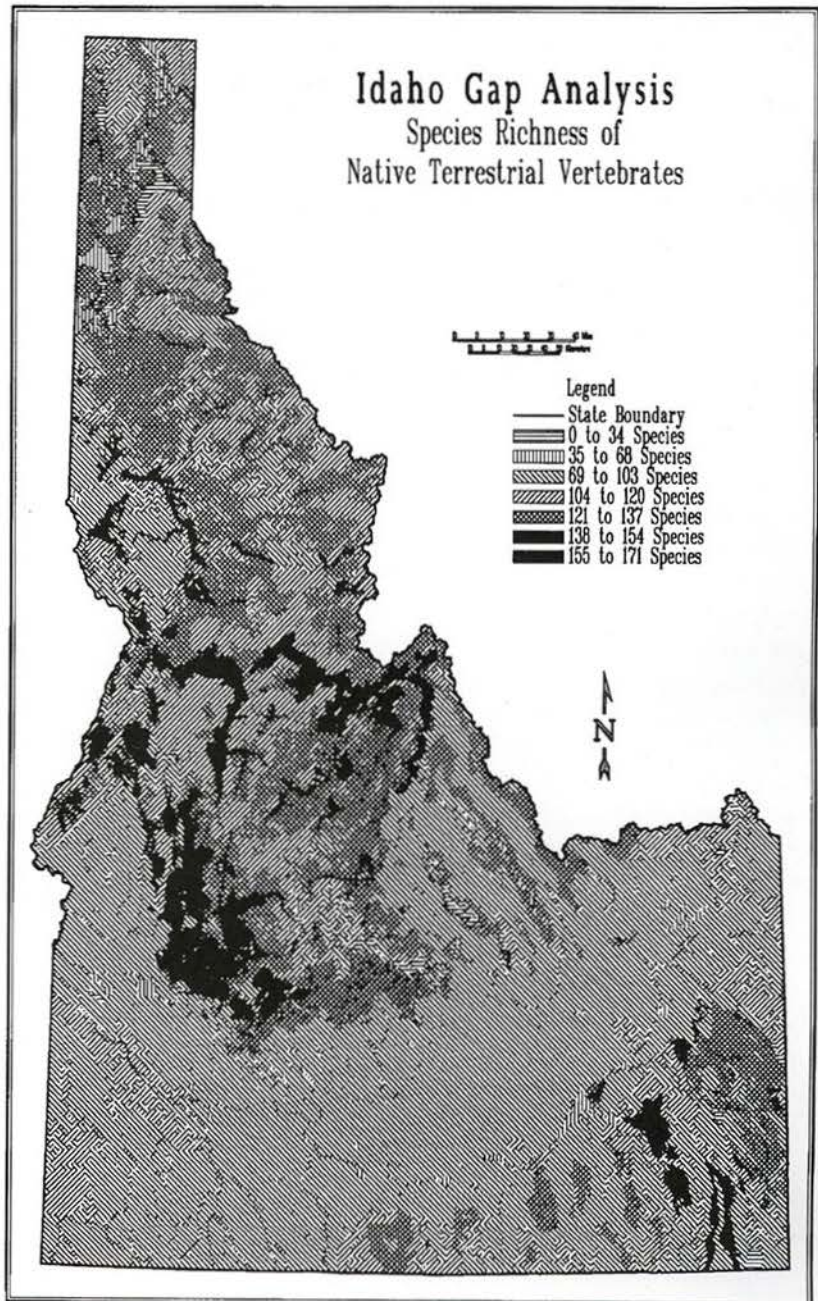 Idaho Gap Analysis
Species Richness of
Native Terrestrial Vertebrates
Legend
State Boundary
0 to 34 Species
35 to 68 Species
69 to 103 Species
104 to 120 Species
121 to 137 Species
138 to 154 Species
155 to 171 Species
N